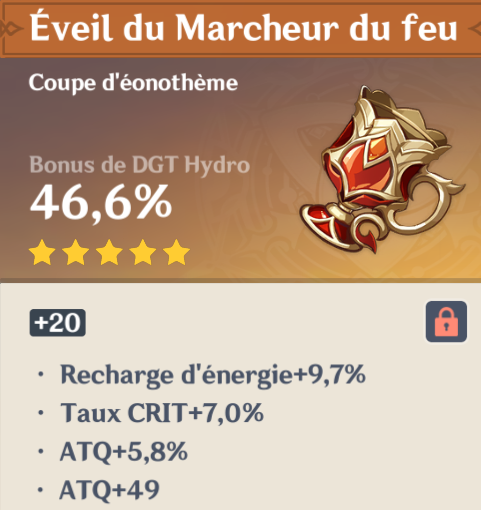 Éveil du Marcheur du feu
Coupe d'éonothème
Bonus de DGT Hydro
46,6%
+20
· Recharge d'énergie+9,7%
· Taux CRIT+7,0%
· ATQ+5,8%
· ATQ+49